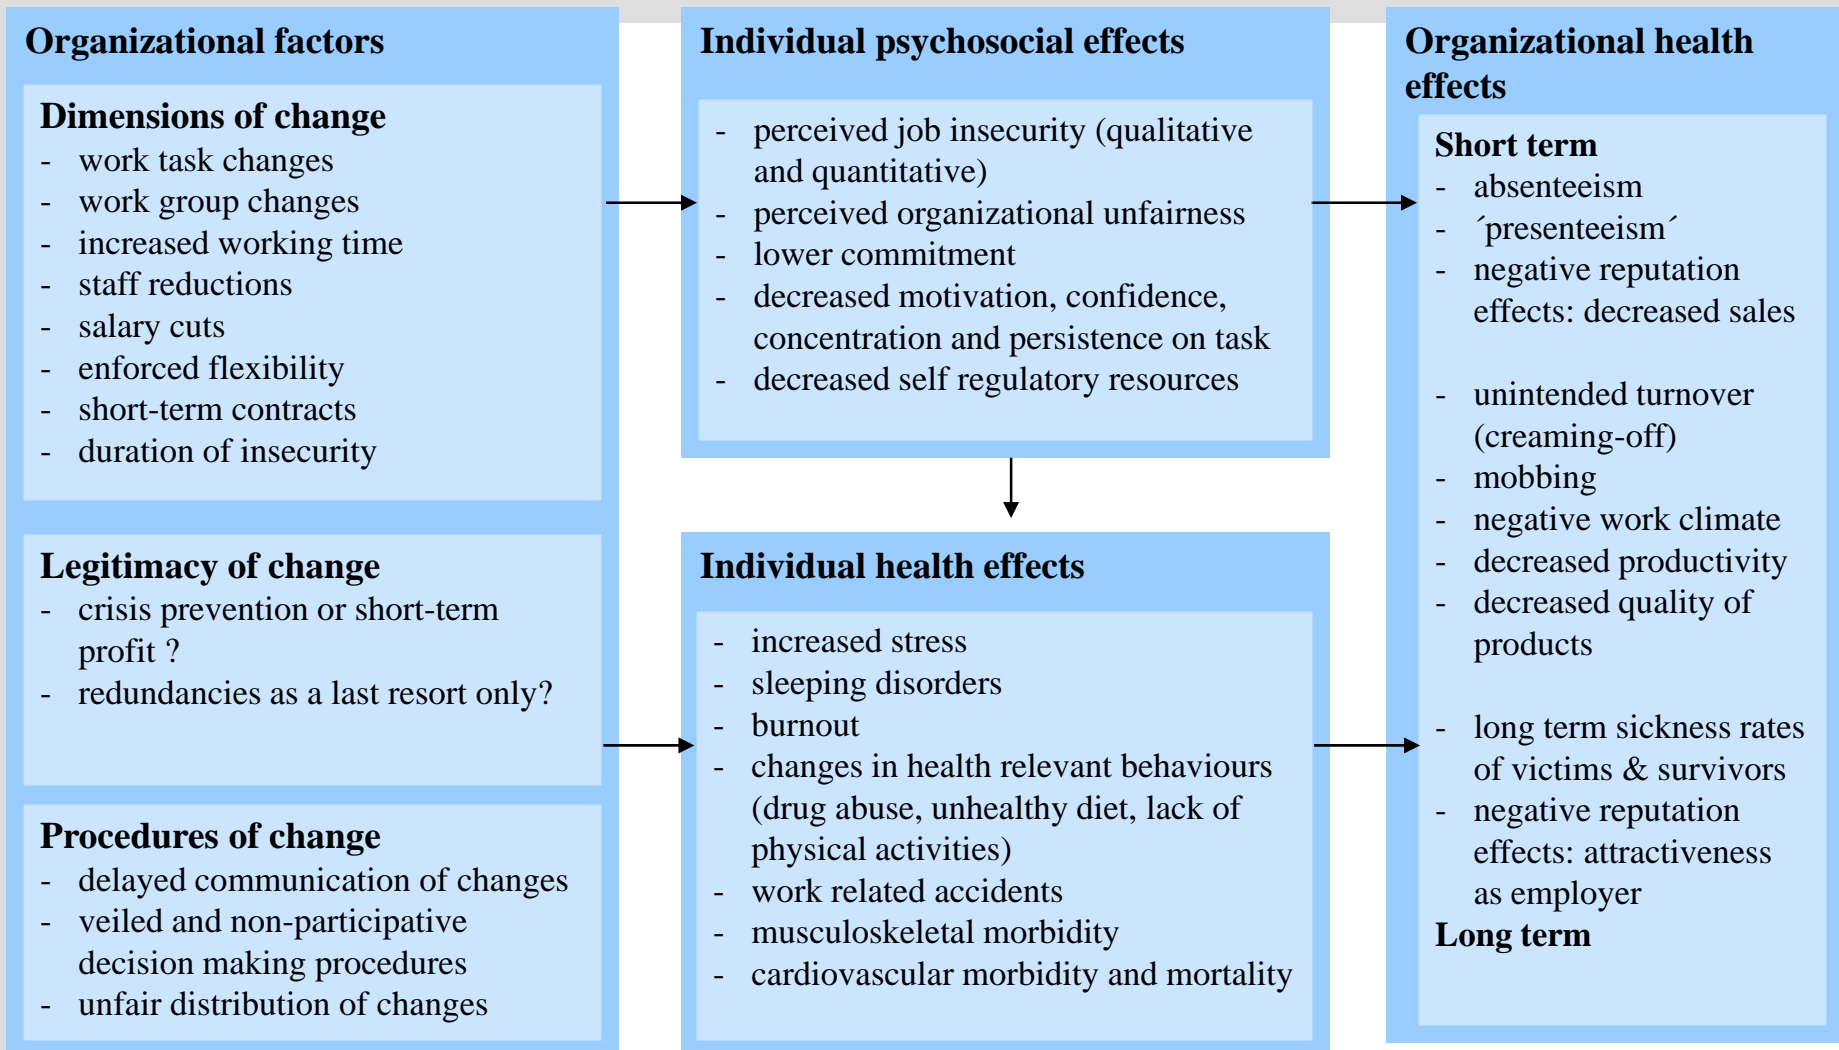 Organizational factors
Dimensions of change
- work task changes
- work group changes
- increased working time
- staff reductions
- salary cuts
- enforced flexibility
- short-term contracts
- duration of insecurity
Legitimacy of change
- crisis prevention or short-term
profit ?
- redundancies as a last resort only?
Procedures of change
- delayed communication of changes
- veiled and non-participative
decision making procedures
- unfair distribution of changes
Individual psychosocial effects
- perceived job insecurity (qualitative
and quantitative)
- perceived organizational unfairness
- lower commitment
- decreased motivation, confidence,
concentration and persistence on task
- decreased self regulatory resources
Individual health effects
- increased stress
- sleeping disorders
- burnout
- changes in health relevant behaviours
(drug abuse, unhealthy diet, lack of
physical activities)
- work related accidents
- musculoskeletal morbidity
- cardiovascular morbidity and mortality
Organizational health
effects
Short term
- absenteeism
- ´presenteeism´
- negative reputation
effects: decreased sales
- unintended turnover
(creaming-off)
- mobbing
- negative work climate
- decreased productivity
- decreased quality of
products
- long term sickness rates
of victims & survivors
- negative reputation
effects: attractiveness
as employer
Long term